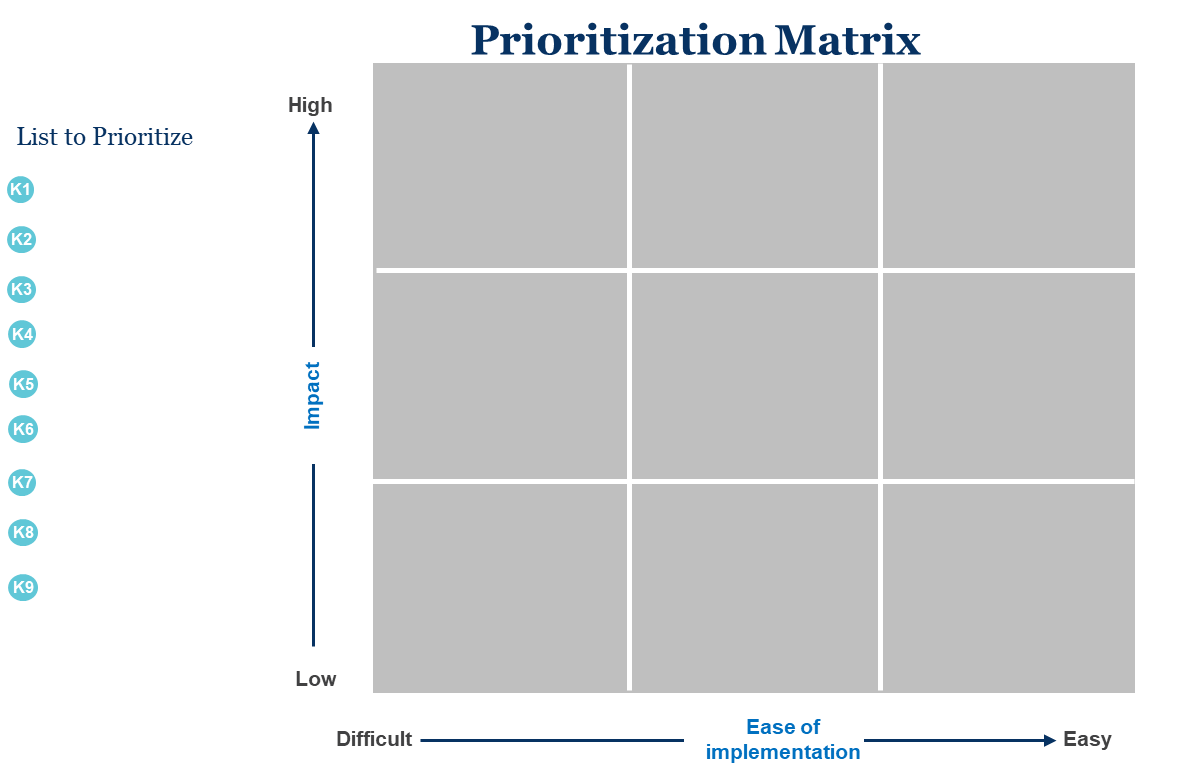 Prioritization Matrix
List to Prioritize
K1
K2
K3
K4
K5
K6
K7
K8
K9
High
Impact
Low
Difficult
Ease of
implementation
Easy